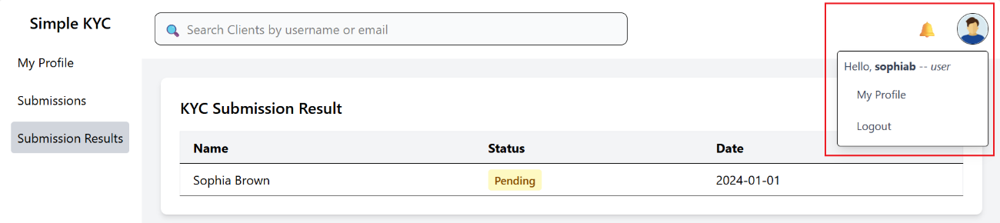 Simple KYC
My Profile
Submissions
Submission Results
Search Clients by username or email
Hello, sophiab -- user
My Profile
Logout
KYC Submission Result
Name Status Date
Sophia Brown Pending 2024-01-01